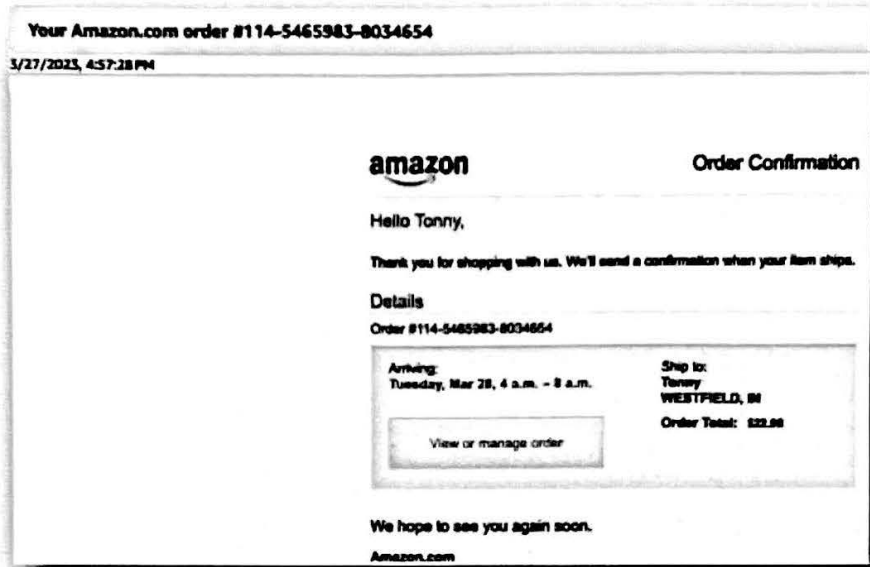 Your Amazon.com order #114-5465983-8034654
3/27/2023, 4:57:28 PM
amazon
Order Confirmation
Hello Tonny,
Thank you for shopping with us. We'll send a confirmation when your item ships.
Details
Order #114-5465983-8034654
Arriving:
Tuesday, Mar 28, 4 a.m. - 8 a.m.
Ship to:
Tonny
WESTFIELD, IN
Order Total:
View or manage order
We hope to see you again soon.
Amazon.com